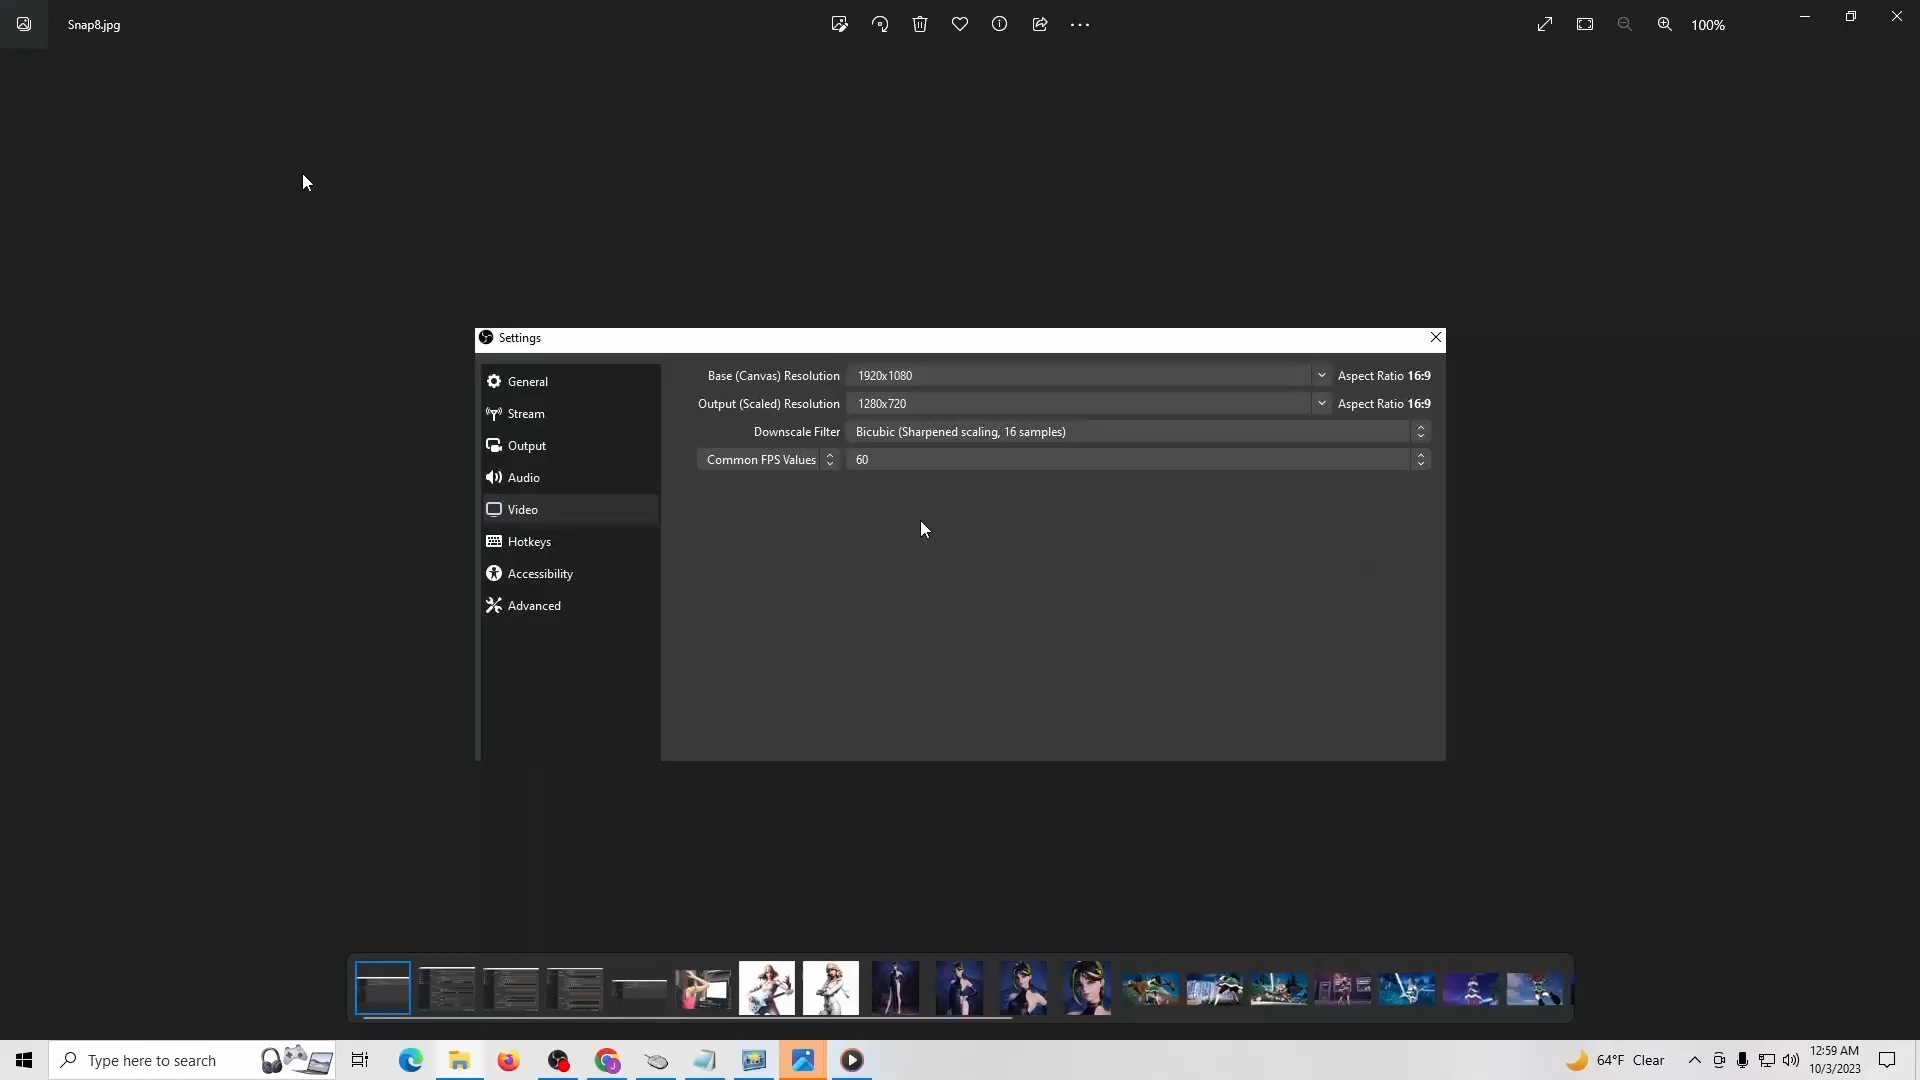 Snap8.jpg
100%
Settings
General
Stream
Output
Audio
Video
Hotkeys
Accessibility
Advanced
Base (Canvas) Resolution 1920x1080 Aspect Ratio 16:9
Output (Scaled) Resolution 1280x720 Aspect Ratio 16:9
Downscale Filter Bicubic (Sharpened scaling, 16 samples)
Common FPS Values 60
Type here to search
64°F Clear
12:59 AM
10/3/2023